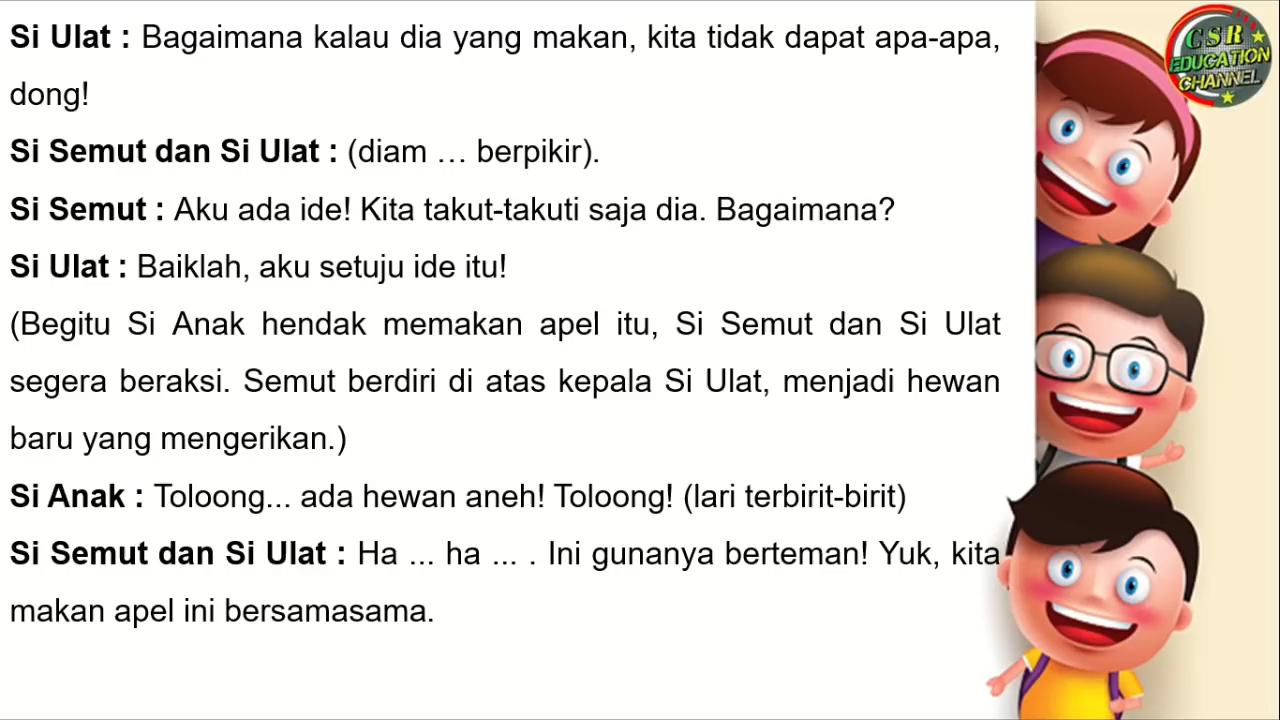 Si Ulat : Bagaimana kalau dia yang makan, kita tidak dapat apa-apa,
dong!
Si Semut dan Si Ulat : (diam … berpikir).
Si Semut : Aku ada ide! Kita takut-takuti saja dia. Bagaimana?
Si Ulat : Baiklah, aku setuju ide itu!
(Begitu Si Anak hendak memakan apel itu, Si Semut dan Si Ulat
segera beraksi. Semut berdiri di atas kepala Si Ulat, menjadi hewan
baru yang mengerikan.)
Si Anak : Toloong... ada hewan aneh! Toloong! (lari terbirit-birit)
Si Semut dan Si Ulat : Ha ... ha ... . Ini gunanya berteman! Yuk, kita
makan apel ini bersamasama.
CSR
EDUCATION
CHANNEL